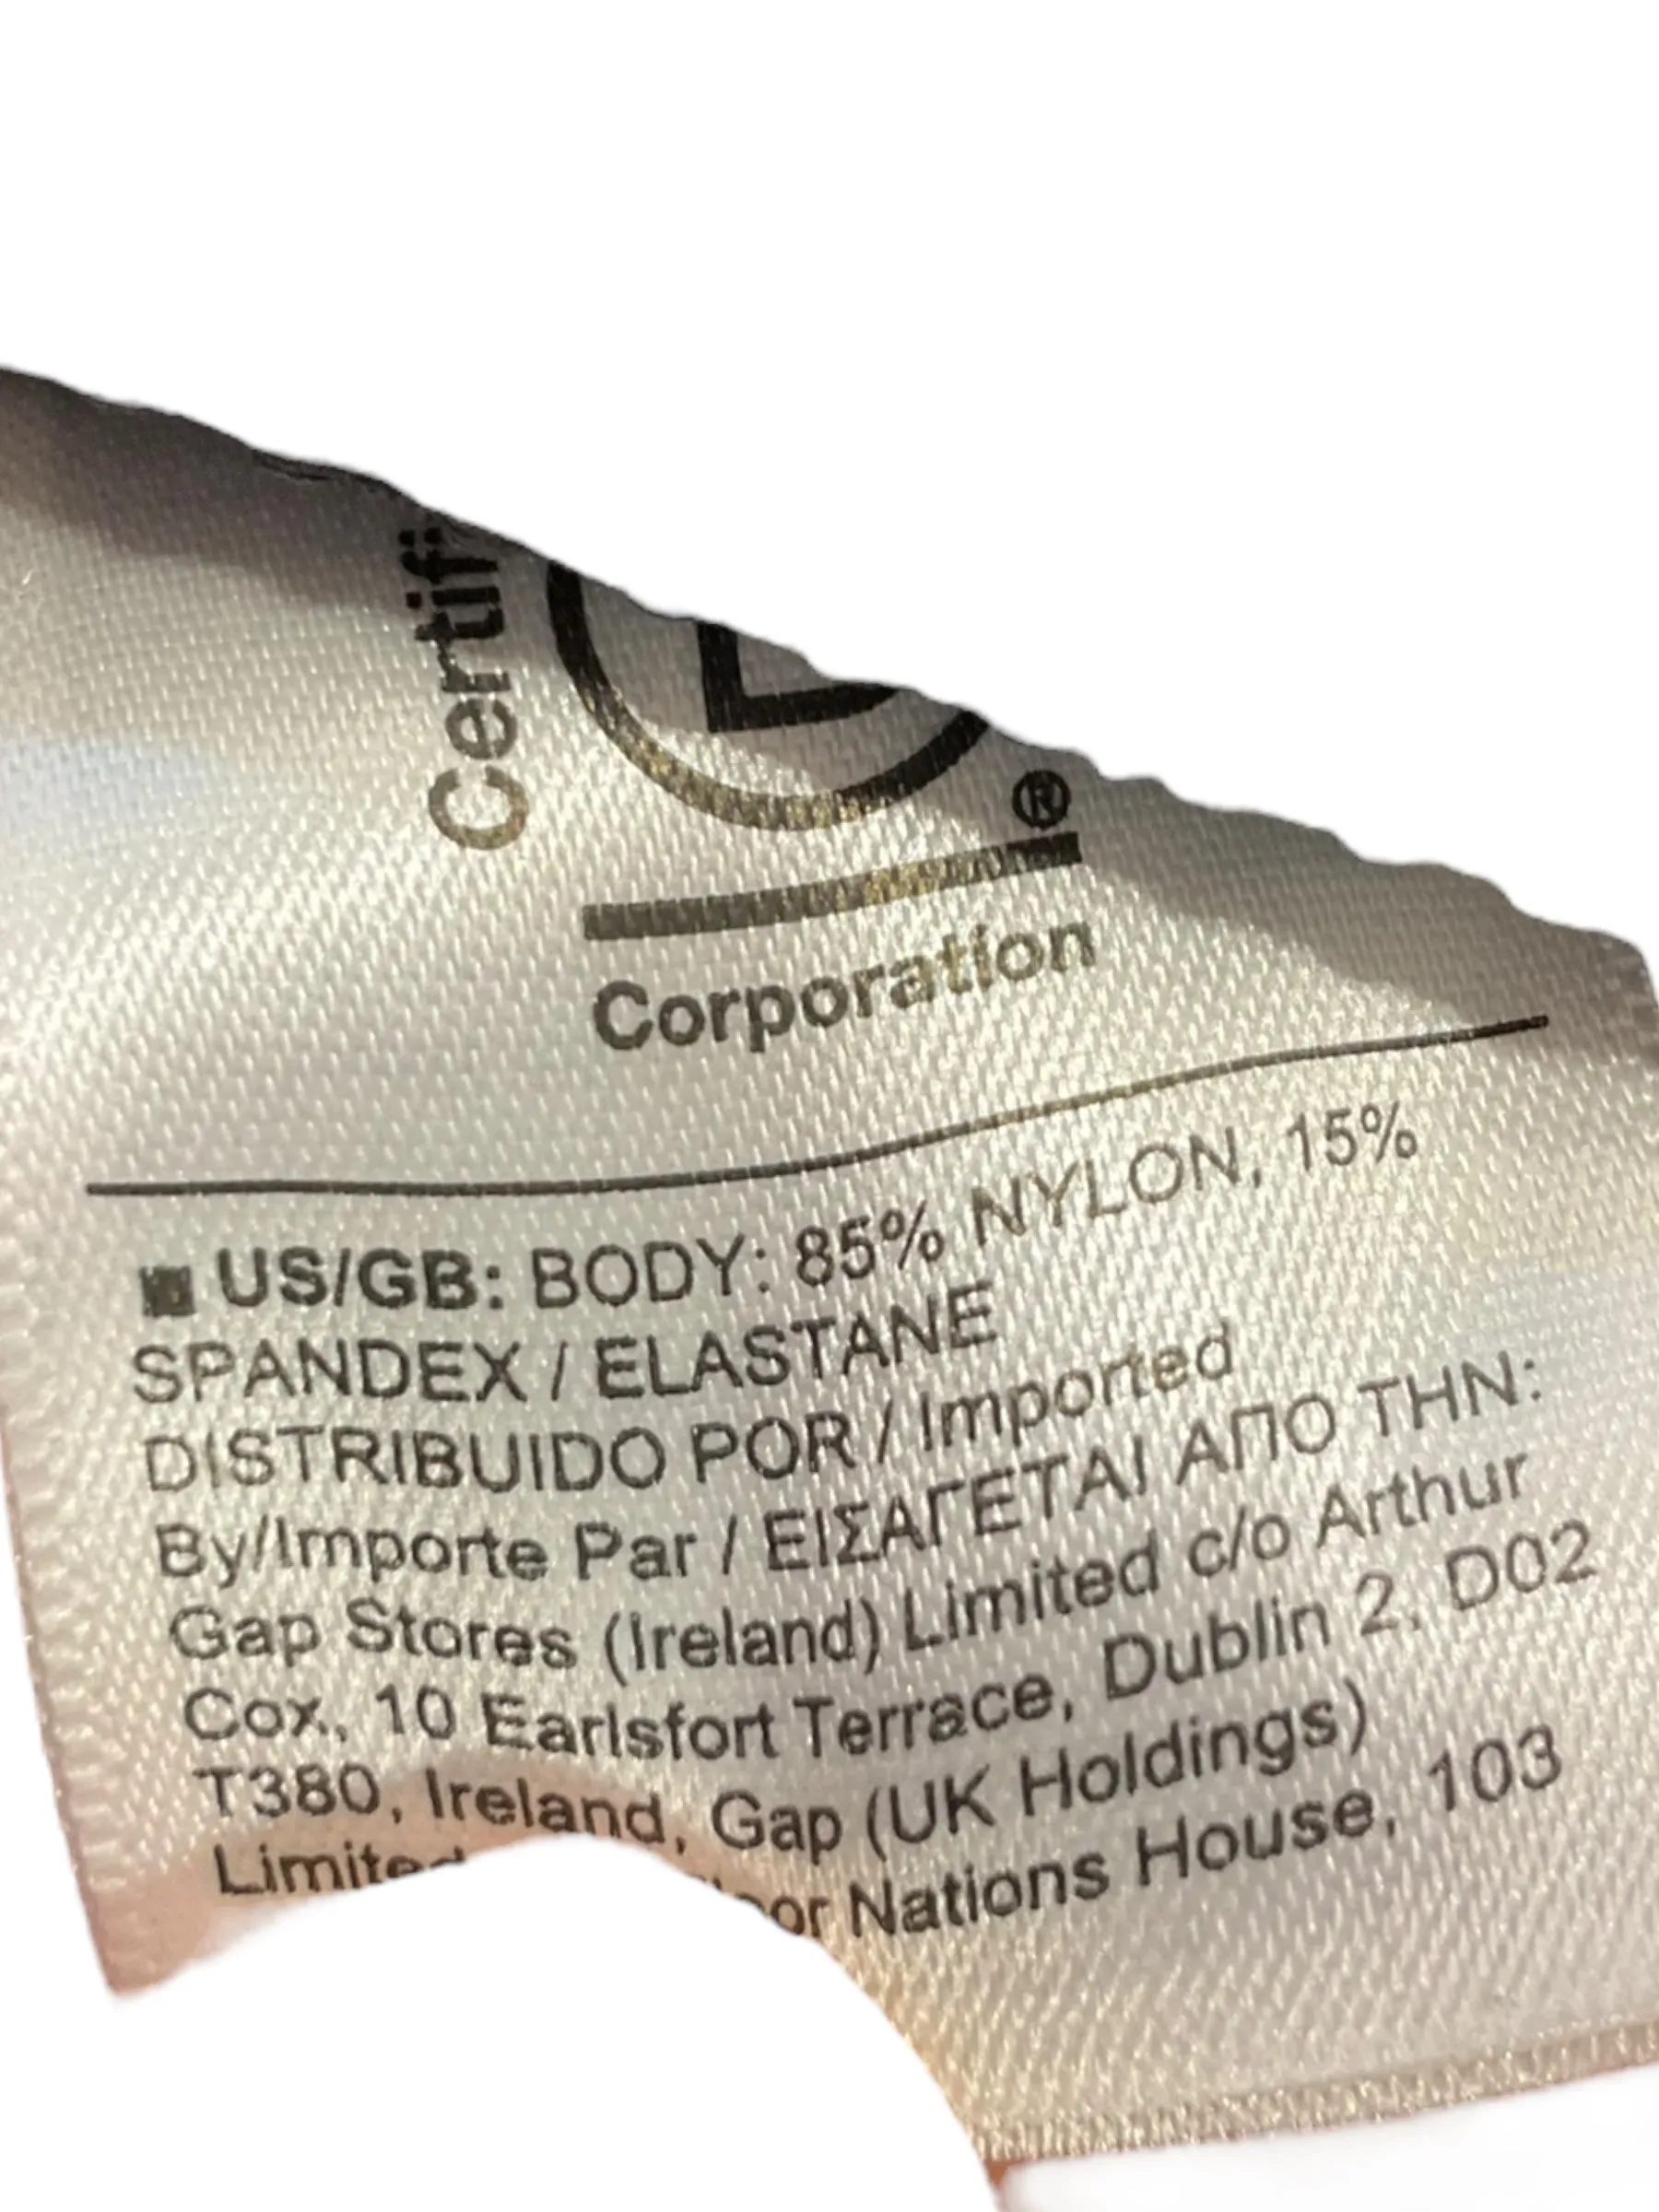 Certifi
B
®
Corporation
■ US/GB: BODY: 85% NYLON, 15%
SPANDEX / ELASTANE
DISTRIBUIDO POR / Imported
By/Importe Par / ΕΙΣΑΓΕΤΑΙ ΑΠΟ ΤΗΝ:
Gap Stores (Ireland) Limited c/o Arthur
Cox, 10 Earlsfort Terrace, Dublin 2, D02
T380, Ireland, Gap (UK Holdings)
Limited Nations House, 103